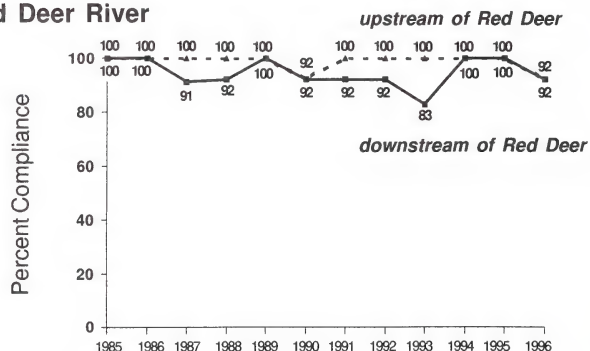 d Deer River
upstream of Red Deer
100 100 100 100 100 92 100 100 100 100 100 92
100 100 91 92 100 92 92 92 83 100 100 92
downstream of Red Deer
Percent Compliance
100
80
60
40
20
0
1985 1986 1987 1988 1989 1990 1991 1992 1993 1994 1995 1996